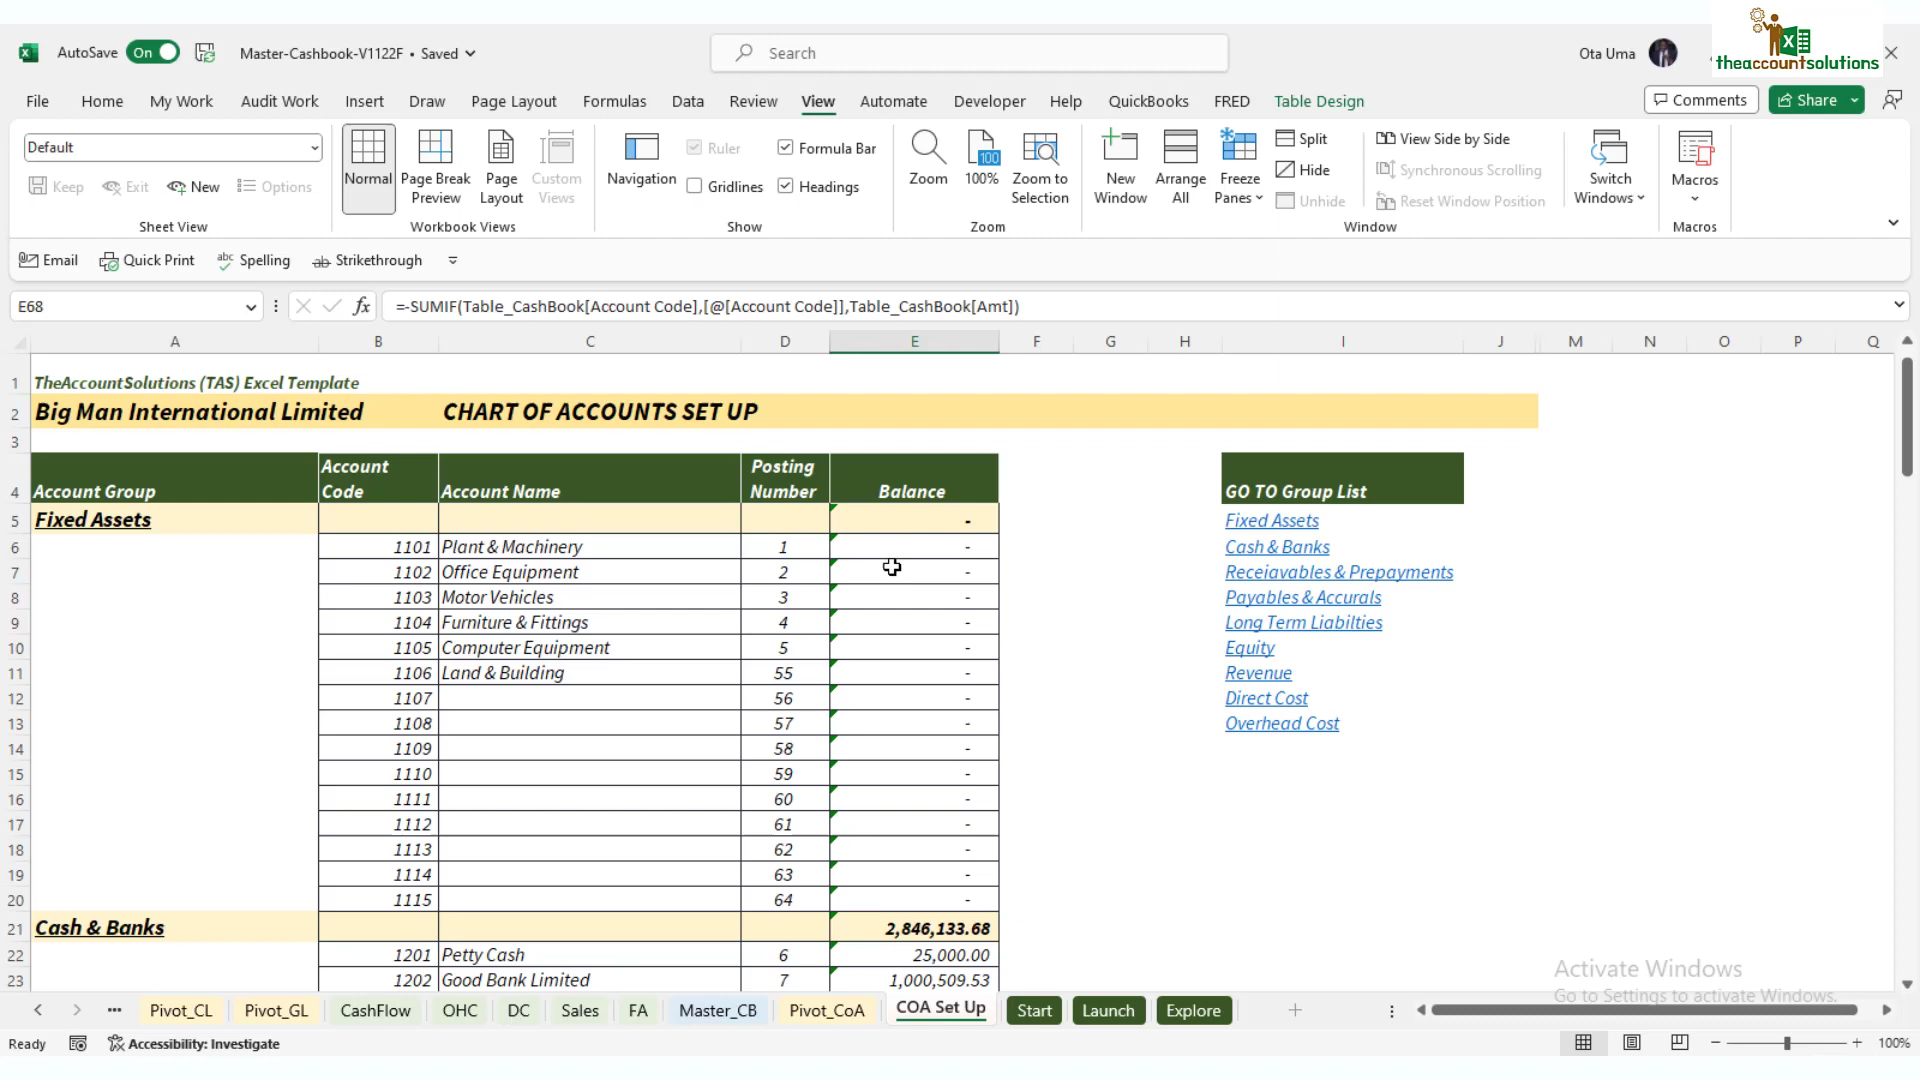 AutoSave On Master-Cashbook-V1122F • Saved Search Ota Uma theaccountsolutions
File Home My Work Audit Work Insert Draw Page Layout Formulas Data Review View Automate Developer Help QuickBooks FRED Table Design Comments Share
Default
Keep Exit New Options
Sheet View
Normal
Page Break Preview
Page Layout
Custom Views
Workbook Views
Navigation
Ruler Formula Bar
Gridlines Headings
Show
Zoom
100 100%
Zoom to Selection
Zoom
New Window
Arrange All
Freeze Panes
Split
Hide
Unhide
View Side by Side
Synchronous Scrolling
Reset Window Position
Switch Windows
Window
Macros
Macros
Email Quick Print abc Spelling ab Strikethrough
E68 fx =-SUMIF(Table_CashBook[Account Code],[@[Account Code]],Table_CashBook[Amt])
A B C D E F G H I J M N O P Q
1 TheAccountSolutions (TAS) Excel Template
2 Big Man International Limited CHART OF ACCOUNTS SET UP
3
4 Account Group Account Code Account Name Posting Number Balance GO TO Group List
5 Fixed Assets - Fixed Assets
6 1101 Plant & Machinery 1 - Cash & Banks
7 1102 Office Equipment 2 - Receiavables & Prepayments
8 1103 Motor Vehicles 3 - Payables & Accurals
9 1104 Furniture & Fittings 4 - Long Term Liabilties
10 1105 Computer Equipment 5 - Equity
11 1106 Land & Building 55 - Revenue
12 1107 56 - Direct Cost
13 1108 57 - Overhead Cost
14 1109 58 -
15 1110 59 -
16 1111 60 -
17 1112 61 -
18 1113 62 -
19 1114 63 -
20 1115 64 -
21 Cash & Banks 2,846,133.68
22 1201 Petty Cash 6 25,000.00
23 1202 Good Bank Limited 7 1,000,509.53
Activate Windows
Go to Settings to activate Windows.
Pivot_CL Pivot_GL CashFlow OHC DC Sales FA Master_CB Pivot_CoA COA Set Up Start Launch Explore
Ready Accessibility: Investigate 100%